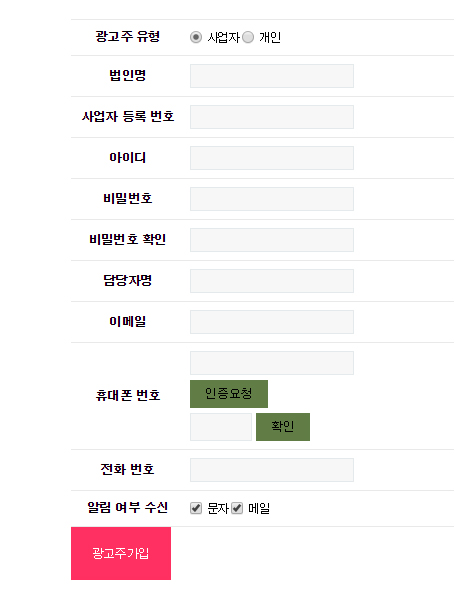 광고주 유형 사업자 개인
법인명
사업자 등록 번호
아이디
비밀번호
비밀번호 확인
담당자명
이메일
휴대폰 번호
인증요청
확인
전화 번호
알림 여부 수신 문자 메일
광고주가입